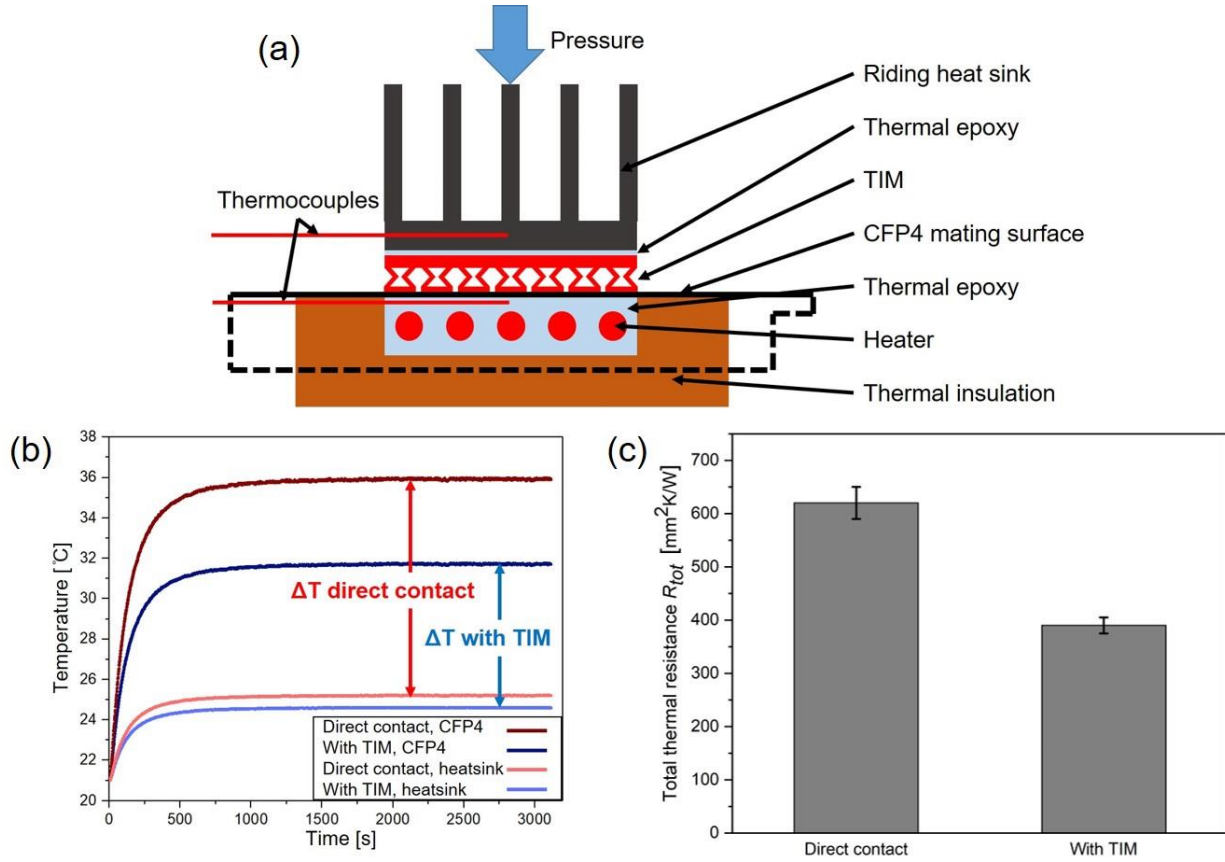 (a)
Pressure
Riding heat sink
Thermal epoxy
TIM
Thermocouples
CFP4 mating surface
Thermal epoxy
Heater
Thermal insulation
(b)
Temperature [°C]
38
36
34
32
30
28
26
24
22
20
ΔT direct contact
ΔT with TIM
Direct contact, CFP4
With TIM, CFP4
Direct contact, heatsink
With TIM, heatsink
0
500
1000
1500
2000
2500
3000
Time [s]
(c)
Total thermal resistance Rtot [mm²K/W]
700
600
500
400
300
200
100
0
Direct contact
With TIM